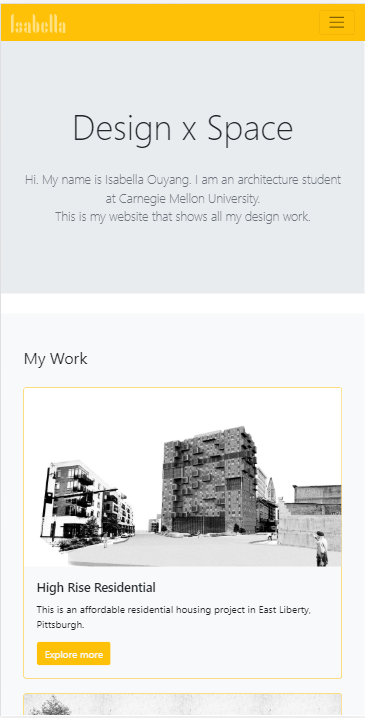 Isabella
Design x Space
Hi. My name is Isabella Ouyang. I am an architecture student
at Carnegie Mellon University.
This is my website that shows all my design work.
My Work
High Rise Residential
This is an affordable residential housing project in East Liberty,
Pittsburgh.
Explore more